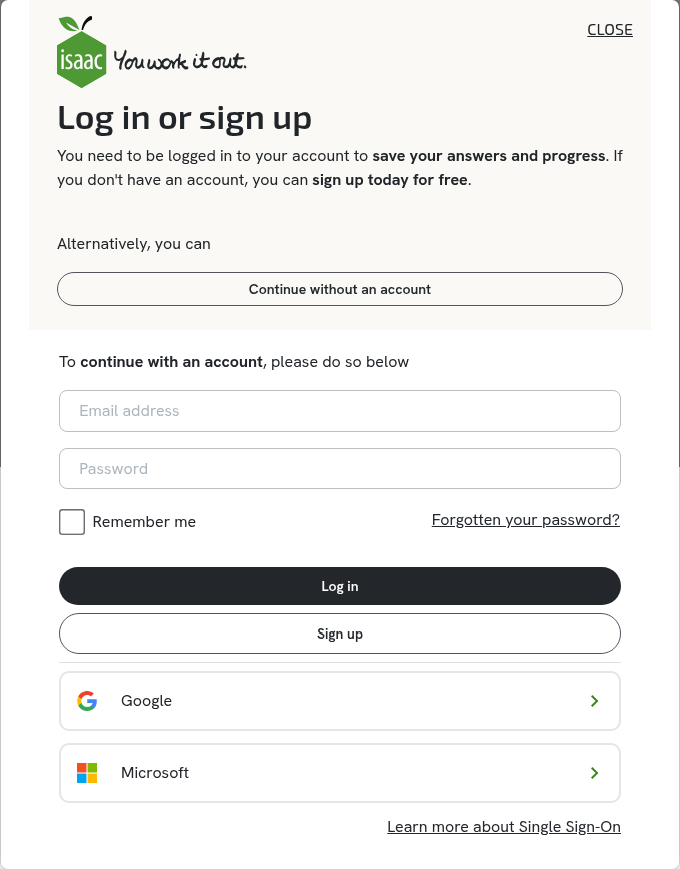 CLOSE
isaac You work it out.
Log in or sign up
You need to be logged in to your account to save your answers and progress. If
you don't have an account, you can sign up today for free.
Alternatively, you can
Continue without an account
To continue with an account, please do so below
Email address
Password
Remember me
Forgotten your password?
Log in
Sign up
Google
Microsoft
Learn more about Single Sign-On